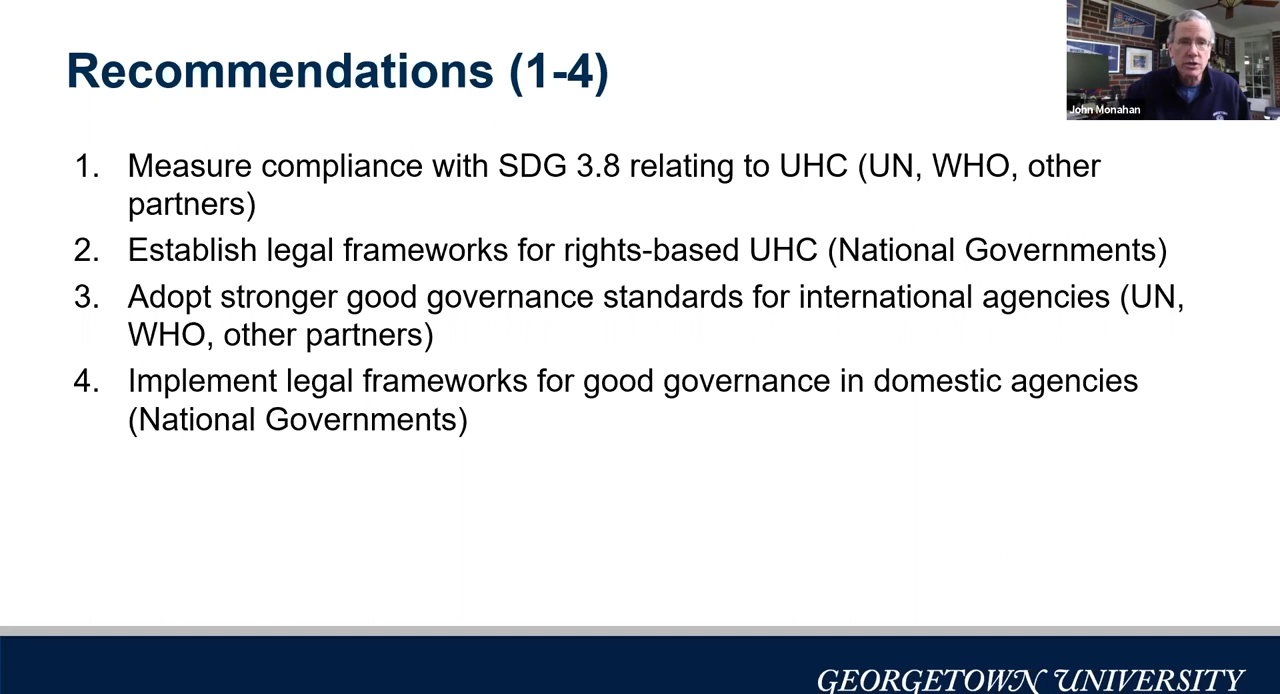 Recommendations (1-4)
John Monahan
1. Measure compliance with SDG 3.8 relating to UHC (UN, WHO, other
partners)
2. Establish legal frameworks for rights-based UHC (National Governments)
3. Adopt stronger good governance standards for international agencies (UN,
WHO, other partners)
4. Implement legal frameworks for good governance in domestic agencies
(National Governments)
GEORGETOWN UNIVERSITY